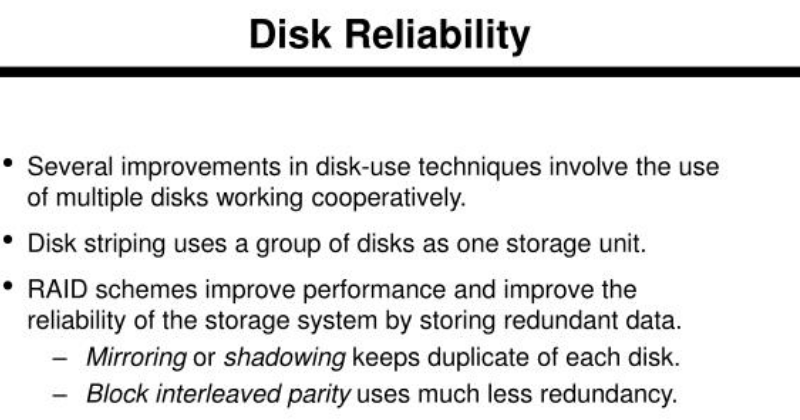 Disk Reliability
• Several improvements in disk-use techniques involve the use
of multiple disks working cooperatively.
• Disk striping uses a group of disks as one storage unit.
• RAID schemes improve performance and improve the
reliability of the storage system by storing redundant data.
– Mirroring or shadowing keeps duplicate of each disk.
– Block interleaved parity uses much less redundancy.